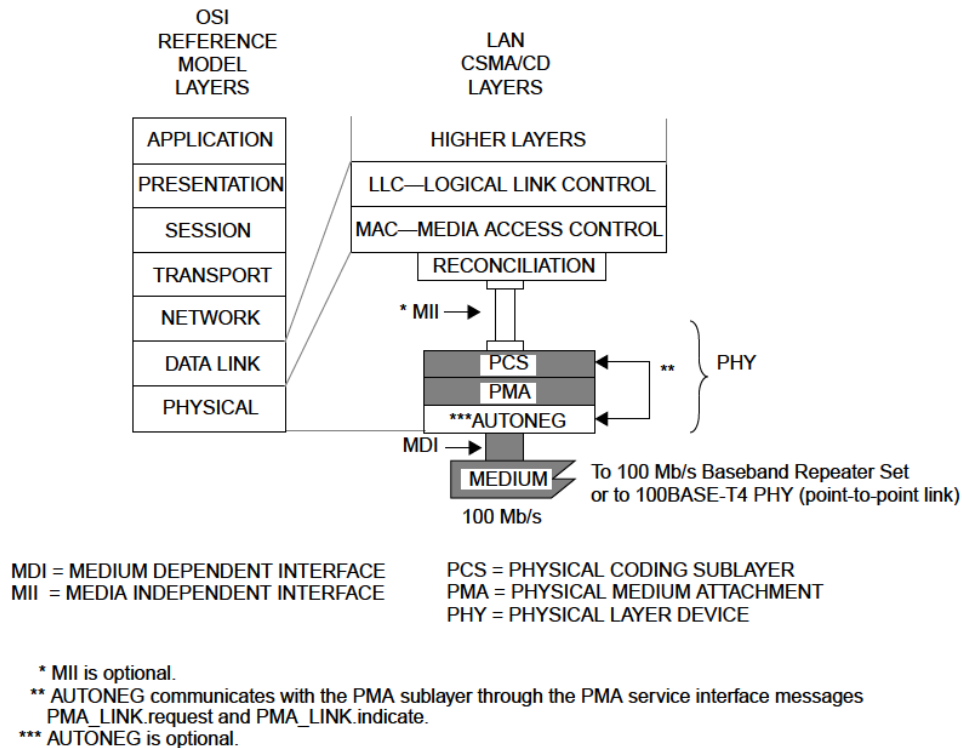 OSI
REFERENCE
MODEL
LAYERS
LAN
CSMA/CD
LAYERS
APPLICATION
PRESENTATION
SESSION
TRANSPORT
NETWORK
DATA LINK
PHYSICAL
HIGHER LAYERS
LLC—LOGICAL LINK CONTROL
MAC—MEDIA ACCESS CONTROL
RECONCILIATION
* MII
PCS
PMA
***AUTONEG
**
PHY
MDI
MEDIUM
100 Mb/s
To 100 Mb/s Baseband Repeater Set
or to 100BASE-T4 PHY (point-to-point link)
MDI = MEDIUM DEPENDENT INTERFACE
MII = MEDIA INDEPENDENT INTERFACE
PCS = PHYSICAL CODING SUBLAYER
PMA = PHYSICAL MEDIUM ATTACHMENT
PHY = PHYSICAL LAYER DEVICE
* MII is optional.
** AUTONEG communicates with the PMA sublayer through the PMA service interface messages
PMA_LINK.request and PMA_LINK.indicate.
*** AUTONEG is optional.